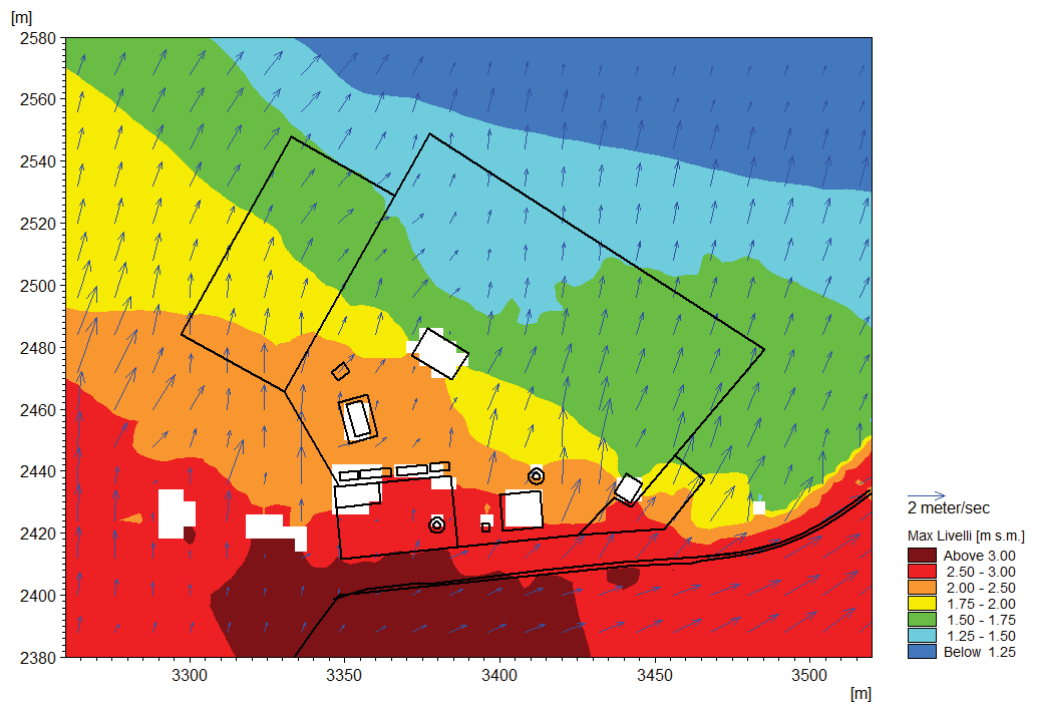 [m]
2580
2560
2540
2520
2500
2480
2460
2440
2420
2400
2380
3300 3350 3400 3450 3500
[m]
2 meter/sec
Max Livelli [m s.m.]
Above 3.00
2.50 - 3.00
2.00 - 2.50
1.75 - 2.00
1.50 - 1.75
1.25 - 1.50
Below 1.25